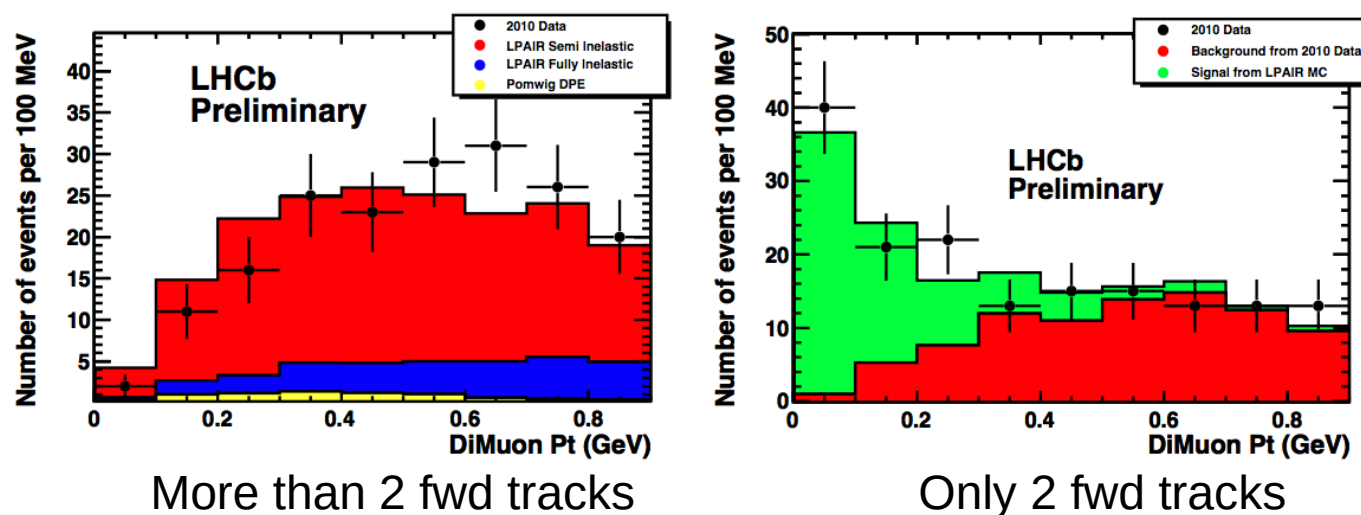 Number of events per 100 MeV
40
35
30
25
20
15
10
5
0
0.2
0.4
0.6
0.8
DiMuon Pt (GeV)
LHCb
Preliminary
2010 Data
LPAIR Semi Inelastic
LPAIR Fully Inelastic
Pomwig DPE
More than 2 fwd tracks
Number of events per 100 MeV
50
40
30
20
10
0
0
0.2
0.4
0.6
0.8
DiMuon Pt (GeV)
LHCb
Preliminary
2010 Data
Background from 2010 Data
Signal from LPAIR MC
Only 2 fwd tracks